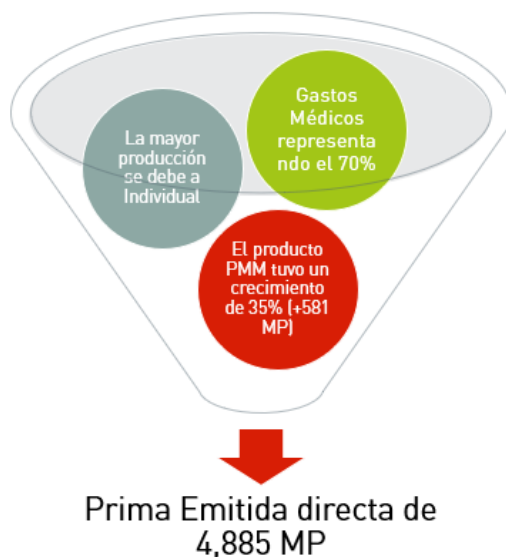 La mayor
producción
se debe a
Individual
Gastos
Médicos
representa
ndo el 70%
El producto
PMM tuvo un
crecimiento
de 35% (+581
MP)
Prima Emitida directa de
4,885 MP